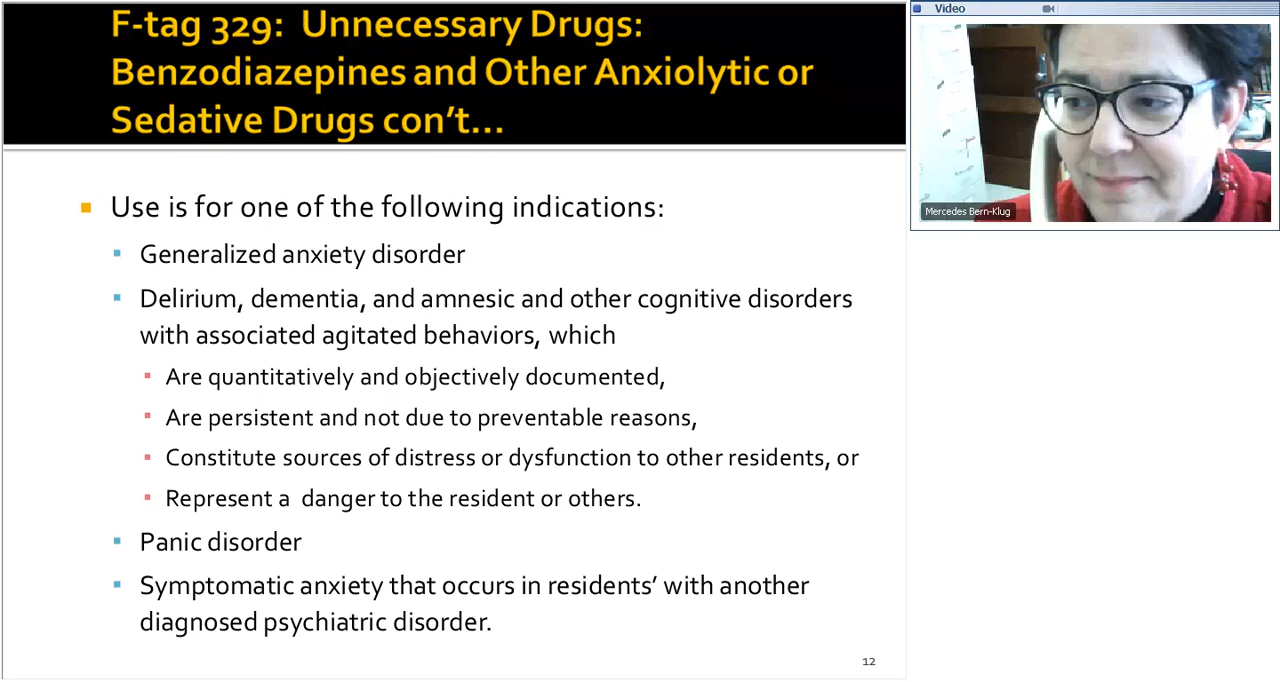 F-tag 329:  Unnecessary Drugs:
Benzodiazepines and Other Anxiolytic or
Sedative Drugs con’t…
Use is for one of the following indications:
Generalized anxiety disorder
Delirium, dementia, and amnesic and other cognitive disorders
with associated agitated behaviors, which
Are quantitatively and objectively documented,
Are persistent and not due to preventable reasons,
Constitute sources of distress or dysfunction to other residents, or
Represent a  danger to the resident or others.
Panic disorder
Symptomatic anxiety that occurs in residents’ with another
diagnosed psychiatric disorder.
12
Video
Mercedes Bern-Klug